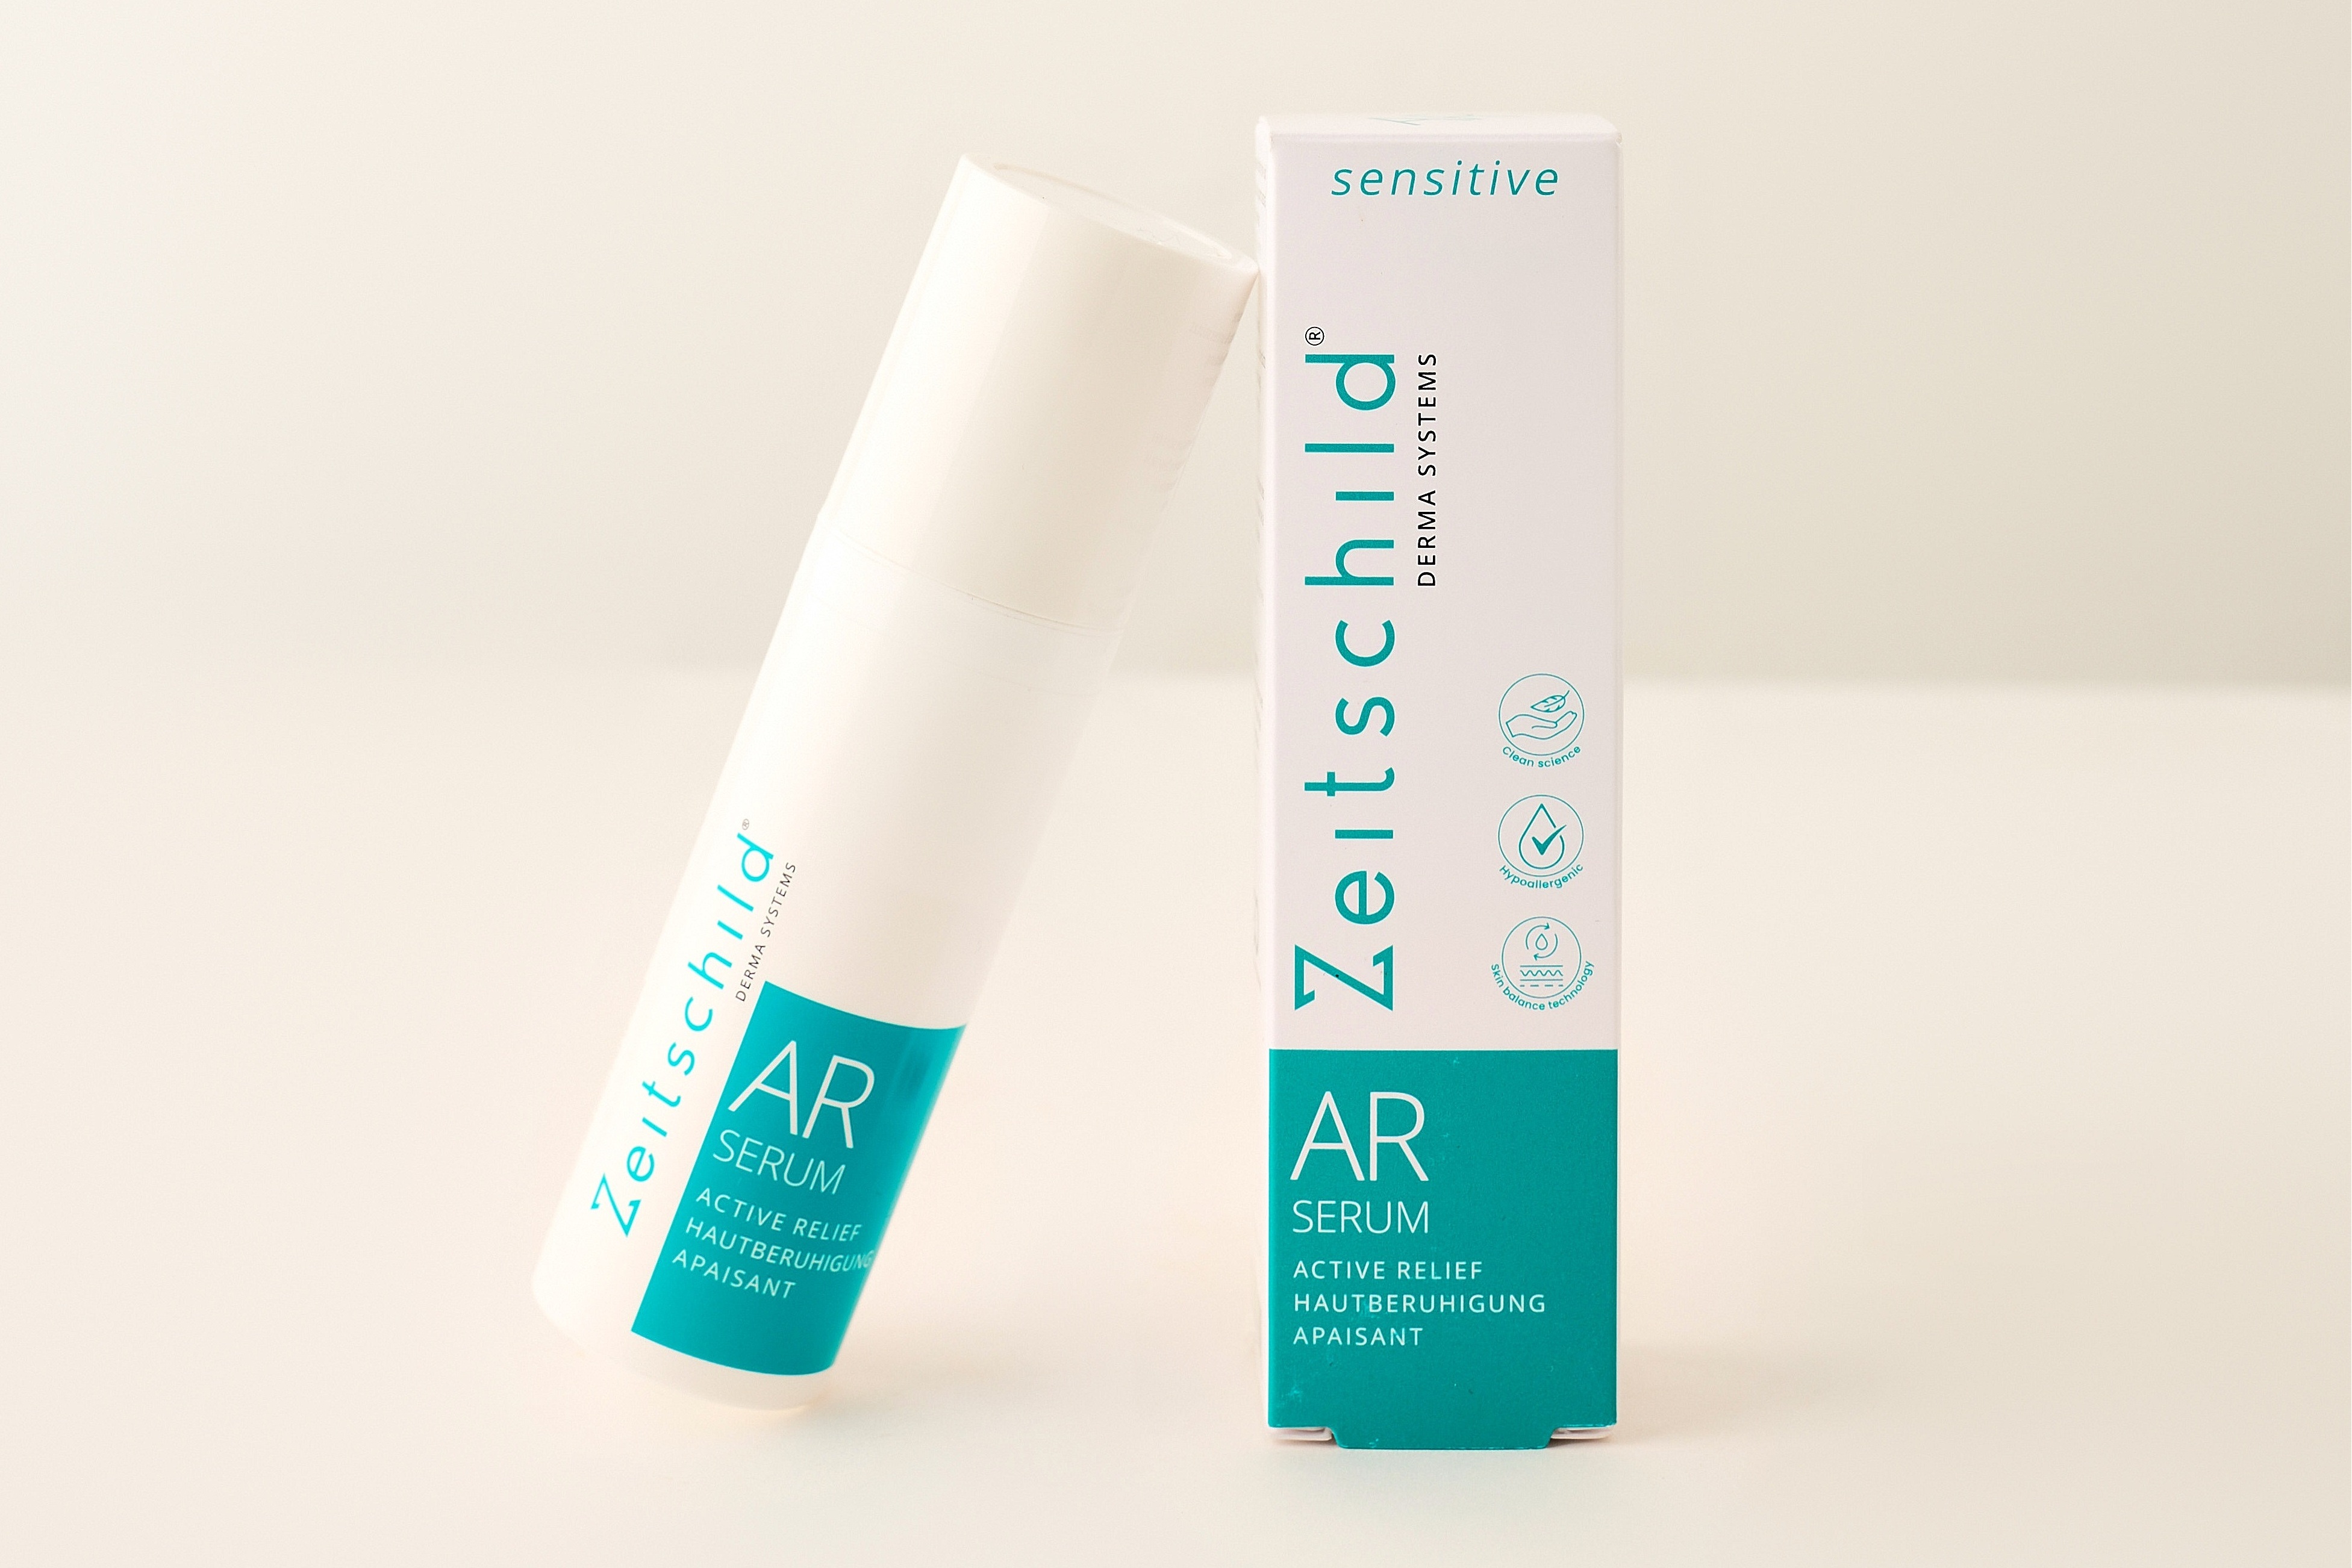 Zeitschild®
DERMA SYSTEMS
AR
SERUM
ACTIVE RELIEF
HAUTBERUHIGUNG
APAISANT
sensitive
Zeitschild®
DERMA SYSTEMS
Clean science
Hypoallergenic
Skin balance technology
AR
SERUM
ACTIVE RELIEF
HAUTBERUHIGUNG
APAISANT